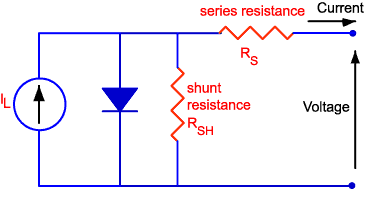 series resistance
Current
R_S
I_L
shunt
resistance
R_SH
Voltage